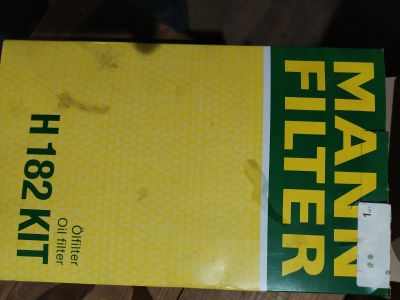 MANN
FILTER
Ölfilter
Oil filter
H 182 KIT